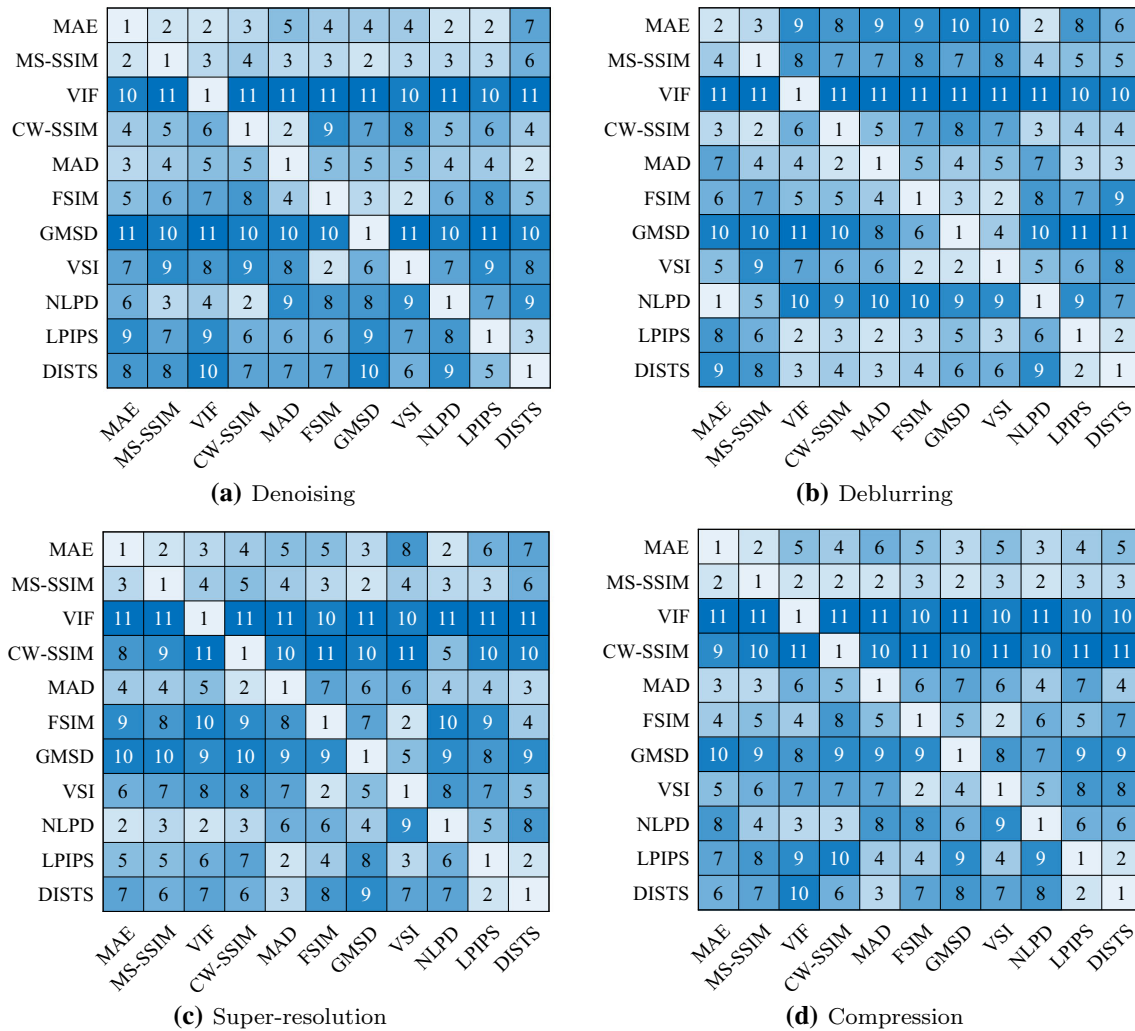 MAE 1 2 2 3 5 4 4 4 2 2 7
MS-SSIM 2 1 3 4 3 3 2 3 3 3 6
VIF 10 11 1 11 11 11 11 10 11 10 11
CW-SSIM 4 5 6 1 2 9 7 8 5 6 4
MAD 3 4 5 5 1 5 5 5 4 4 2
FSIM 5 6 7 8 4 1 3 2 6 8 5
GMSD 11 10 11 10 10 10 1 11 10 11 10
VSI 7 9 8 9 8 2 6 1 7 9 8
NLPD 6 3 4 2 9 8 8 9 1 7 9
LPIPS 9 7 9 6 6 6 9 7 8 1 3
DISTS 8 8 10 7 7 7 10 6 9 5 1
MAE MS-SSIM VIF CW-SSIM MAD FSIM GMSD VSI NLPD LPIPS DISTS
(a) Denoising
MAE 2 3 9 8 9 9 10 10 2 8 6
MS-SSIM 4 1 8 7 7 8 7 8 4 5 5
VIF 11 11 1 11 11 11 11 11 11 10 10
CW-SSIM 3 2 6 1 5 7 8 7 3 4 4
MAD 7 4 4 2 1 5 4 5 7 3 3
FSIM 6 7 5 5 4 1 3 2 8 7 9
GMSD 10 10 11 10 8 6 1 4 10 11 11
VSI 5 9 7 6 6 2 2 1 5 6 8
NLPD 1 5 10 9 10 10 9 9 1 9 7
LPIPS 8 6 2 3 2 3 5 3 6 1 2
DISTS 9 8 3 4 3 4 6 6 9 2 1
MAE MS-SSIM VIF CW-SSIM MAD FSIM GMSD VSI NLPD LPIPS DISTS
(b) Deblurring
MAE 1 2 3 4 5 5 3 8 2 6 7
MS-SSIM 3 1 4 5 4 3 2 4 3 3 6
VIF 11 11 1 11 11 10 11 10 11 11 11
CW-SSIM 8 9 11 1 10 11 10 11 5 10 10
MAD 4 4 5 2 1 7 6 6 4 4 3
FSIM 9 8 10 9 8 1 7 2 10 9 4
GMSD 10 10 9 10 9 9 1 5 9 8 9
VSI 6 7 8 8 7 2 5 1 8 7 5
NLPD 2 3 2 3 6 6 4 9 1 5 8
LPIPS 5 5 6 7 2 4 8 3 6 1 2
DISTS 7 6 7 6 3 8 9 7 7 2 1
MAE MS-SSIM VIF CW-SSIM MAD FSIM GMSD VSI NLPD LPIPS DISTS
(c) Super-resolution
MAE 1 2 5 4 6 5 3 5 3 4 5
MS-SSIM 2 1 2 2 2 3 2 3 2 3 3
VIF 11 11 1 11 11 10 11 10 11 10 10
CW-SSIM 9 10 11 1 10 11 10 11 10 11 11
MAD 3 3 6 5 1 6 7 6 4 7 4
FSIM 4 5 4 8 5 1 5 2 6 5 7
GMSD 10 9 8 9 9 9 1 8 7 9 9
VSI 5 6 7 7 7 2 4 1 5 8 8
NLPD 8 4 3 3 8 8 6 9 1 6 6
LPIPS 7 8 9 10 4 4 9 4 9 1 2
DISTS 6 7 10 6 3 7 8 7 8 2 1
MAE MS-SSIM VIF CW-SSIM MAD FSIM GMSD VSI NLPD LPIPS DISTS
(d) Compression